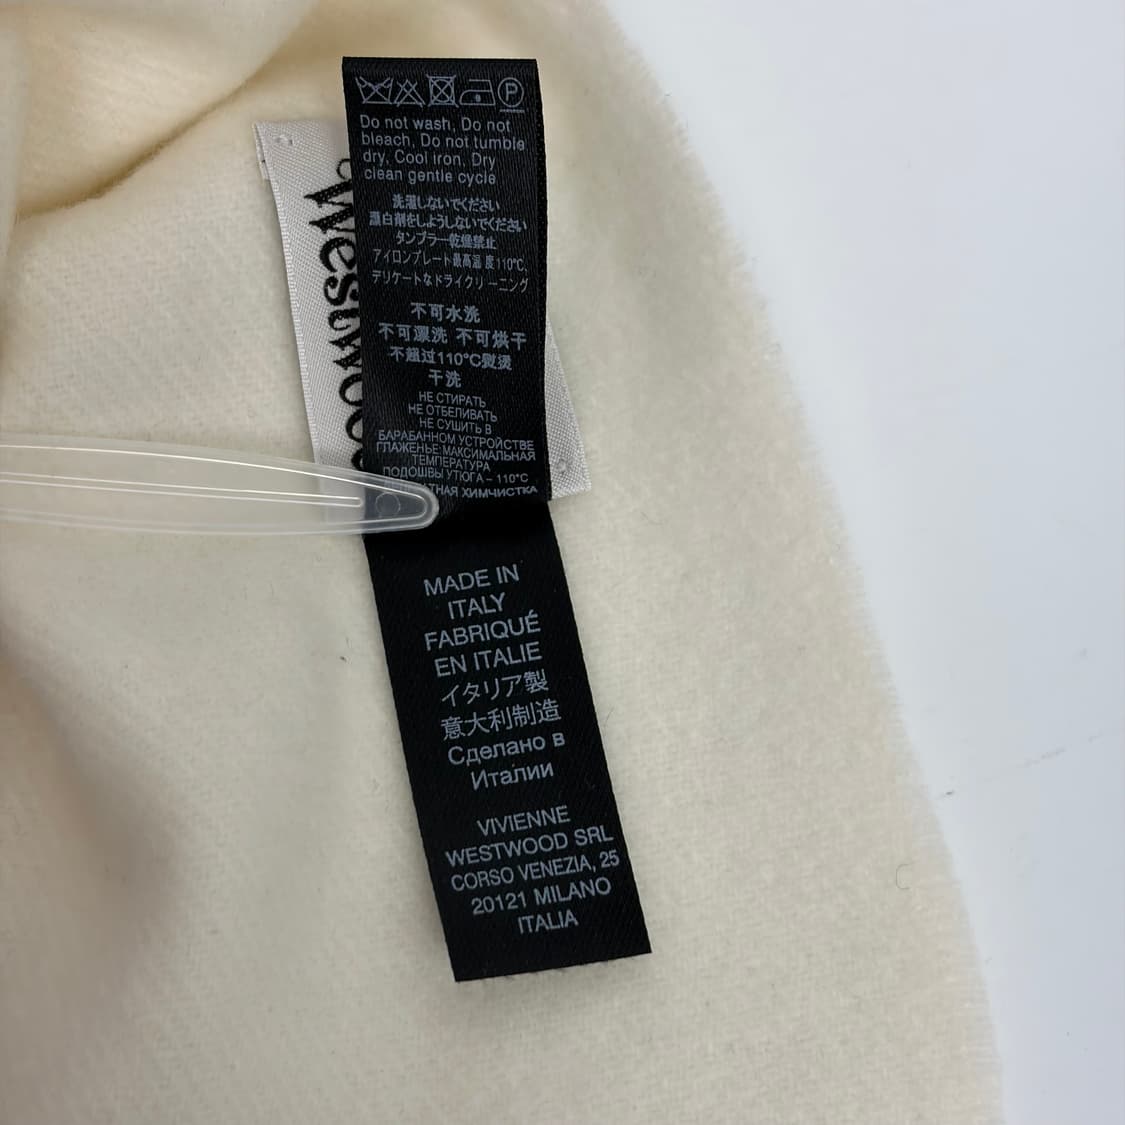 P
Do not wash, Do not
bleach, Do not tumble
dry, Cool iron, Dry
clean gentle cycle
洗濯しないでください
漂白剤をしようしないでください
タンブラー乾燥禁止
アイロンプレート最高温 度110℃,
デリケートなドライクリ ーニング
不可水洗
不可漂洗 不可烘干
不超过110°C熨烫
干洗
НЕ СТИРАТЬ
НЕ ОТБЕЛИВАТЬ
НЕ СУШИТЬ В
БАРАБАННОМ УСТРОЙСТВЕ
ГЛАЖЕНЬЕ:МАКСИМАЛЬНАЯ
ТЕМПЕРАТУРА
ПОДОШВЫ УТЮГА – 110°C
ХИМЧИСТКА
Westwood
MADE IN
ITALY
FABRIQUÉ
EN ITALIE
イタリア製
意大利制造
Сделано в
Италии
VIVIENNE
WESTWOOD SRL
CORSO VENEZIA, 25
20121 MILANO
ITALIA